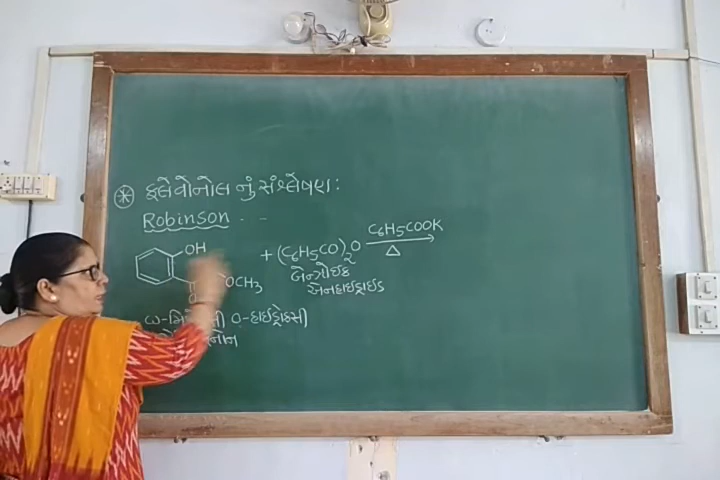 * ફ્લેવોનોલ નું સંશ્લેષણ :
Robinson - -
OH
OCH3 + (C6H5CO)2O C6H5COOK
Δ
બેન્ઝોઈક
એનહાઈડ્રાઈડ
ω- O-હાઈડ્રોક્સી